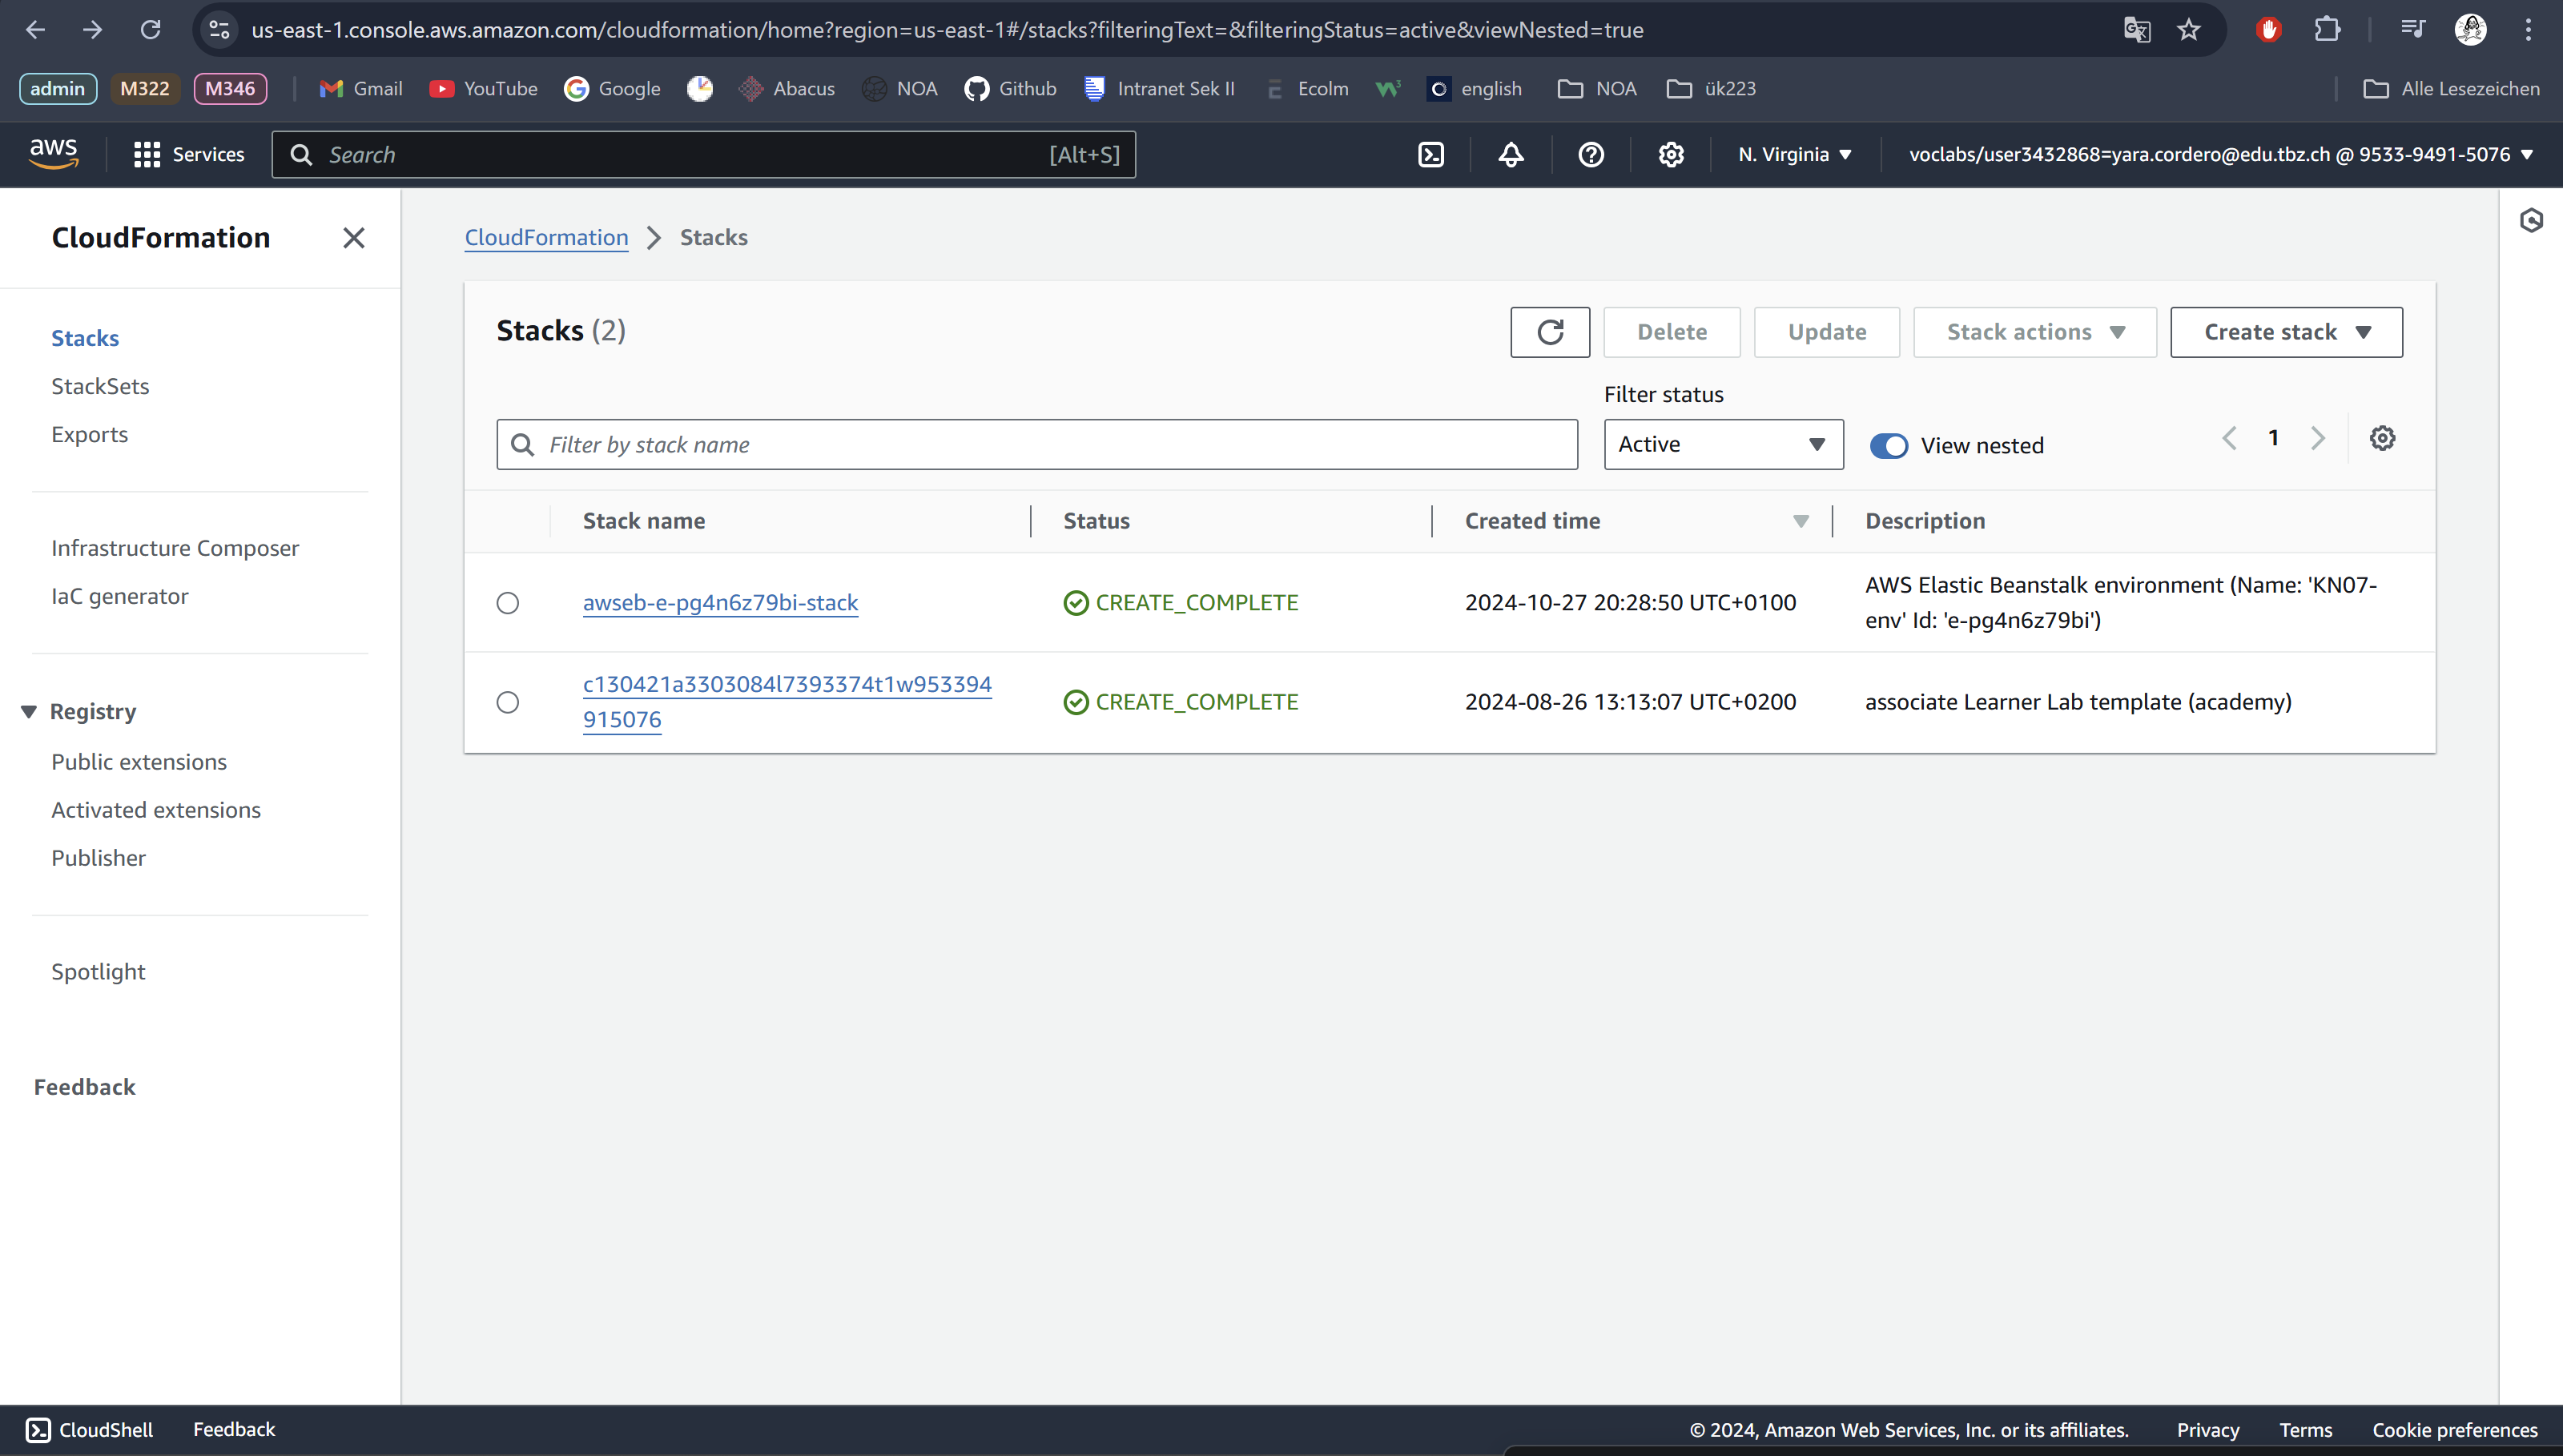 us-east-1.console.aws.amazon.com/cloudformation/home?region=us-east-1#/stacks?filteringText=&filteringStatus=active&viewNested=true
admin M322 M346 Gmail YouTube Google Abacus NOA Github Intranet Sek II Ecolm english NOA ük223 Alle Lesezeichen
aws Services Search [Alt+S] N. Virginia voclabs/user3432868=yara.cordero@edu.tbz.ch @ 9533-9491-5076
CloudFormation
Stacks
StackSets
Exports
Infrastructure Composer
IaC generator
Registry
Public extensions
Activated extensions
Publisher
Spotlight
Feedback
CloudFormation Stacks
Stacks (2) Delete Update Stack actions Create stack
Filter status
Filter by stack name Active View nested 1
Stack name Status Created time Description
awseb-e-pg4n6z79bi-stack CREATE_COMPLETE 2024-10-27 20:28:50 UTC+0100 AWS Elastic Beanstalk environment (Name: 'KN07-
env' Id: 'e-pg4n6z79bi')
c130421a3303084l7393374t1w953394
915076 CREATE_COMPLETE 2024-08-26 13:13:07 UTC+0200 associate Learner Lab template (academy)
CloudShell Feedback © 2024, Amazon Web Services, Inc. or its affiliates. Privacy Terms Cookie preferences